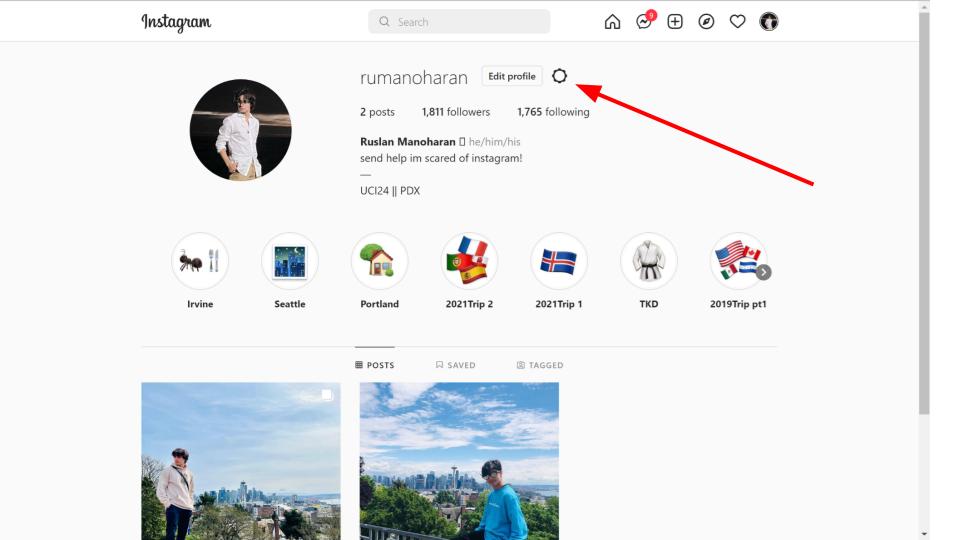 Instagram
Search
9
rumanoharan Edit profile
2 posts 1,811 followers 1,765 following
Ruslan Manoharan he/him/his
send help im scared of instagram!
—
UCI24 || PDX
Irvine Seattle Portland 2021Trip 2 2021Trip 1 TKD 2019Trip pt1
POSTS SAVED TAGGED